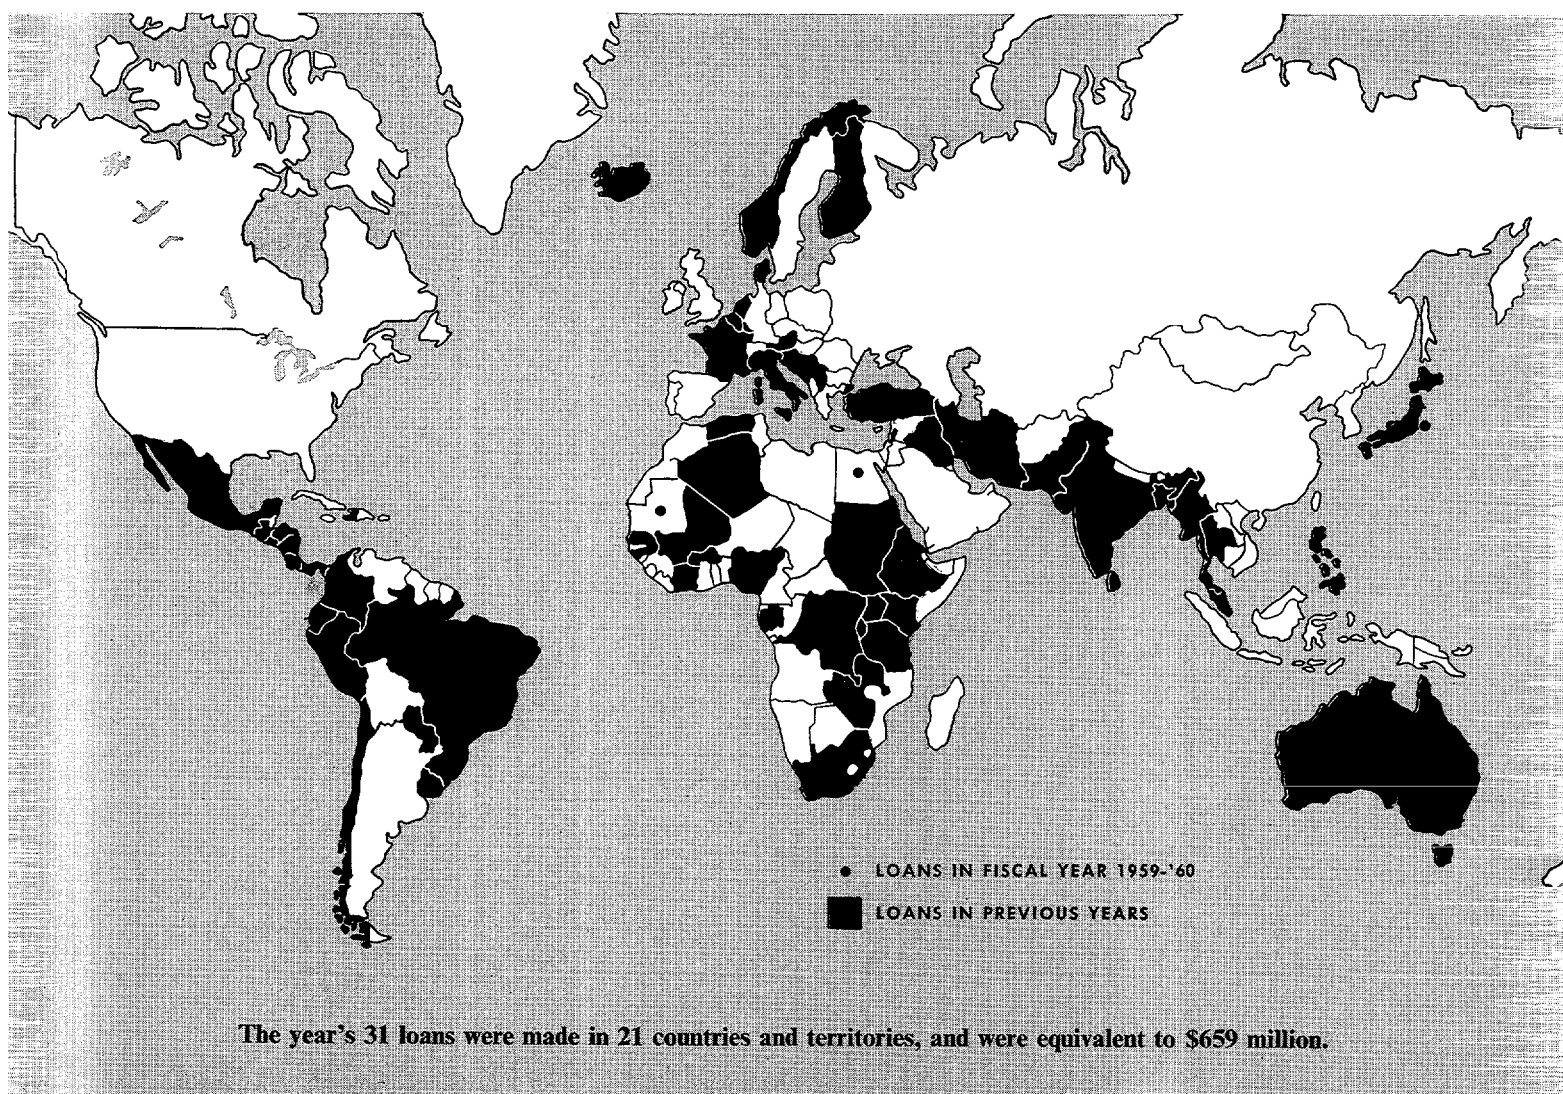 LOANS IN FISCAL YEAR 1959-'60
LOANS IN PREVIOUS YEARS
The year's 31 loans were made in 21 countries and territories, and were equivalent to $659 million.